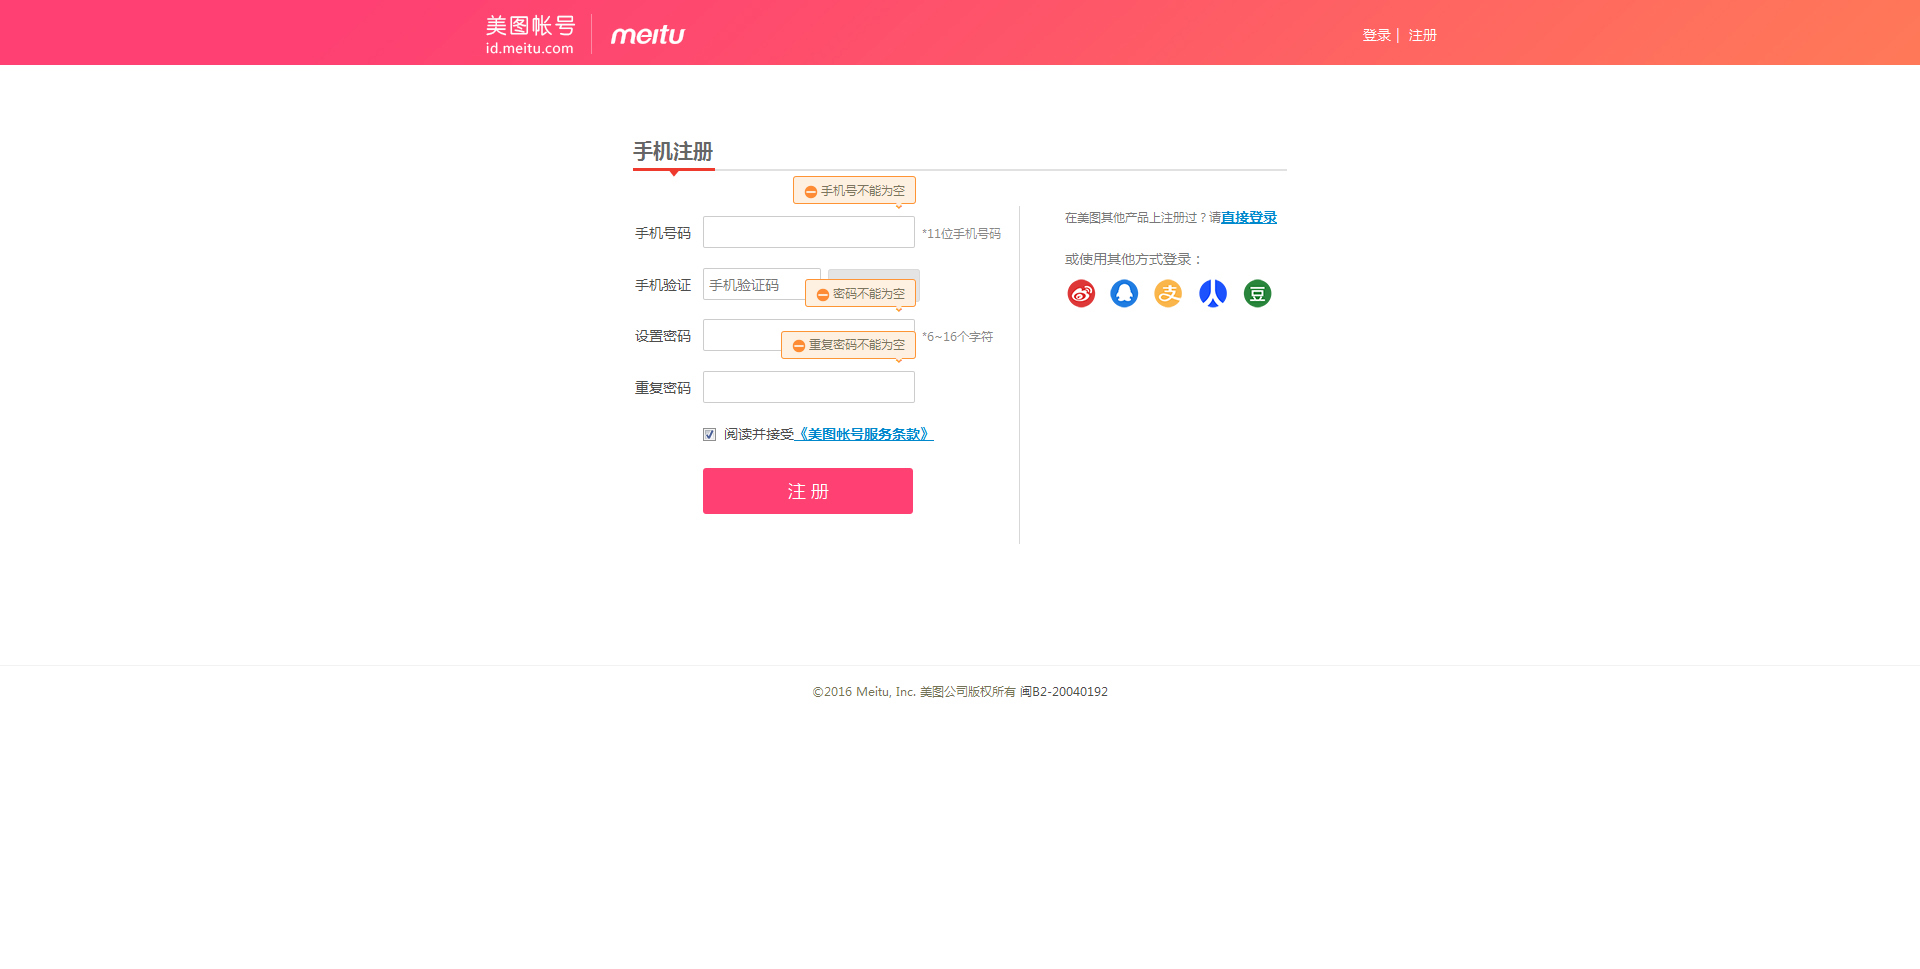 美图帐号
id.meitu.com
meitu
登录 | 注册
手机注册
手机号不能为空
手机号码
*11位手机号码
手机验证
手机验证码
密码不能为空
设置密码
*6~16个字符
重复密码不能为空
重复密码
阅读并接受《美图帐号服务条款》
注 册
在美图其他产品上注册过？请直接登录
或使用其他方式登录：
支
人
豆
©2016 Meitu, Inc. 美图公司版权所有 闽B2-20040192